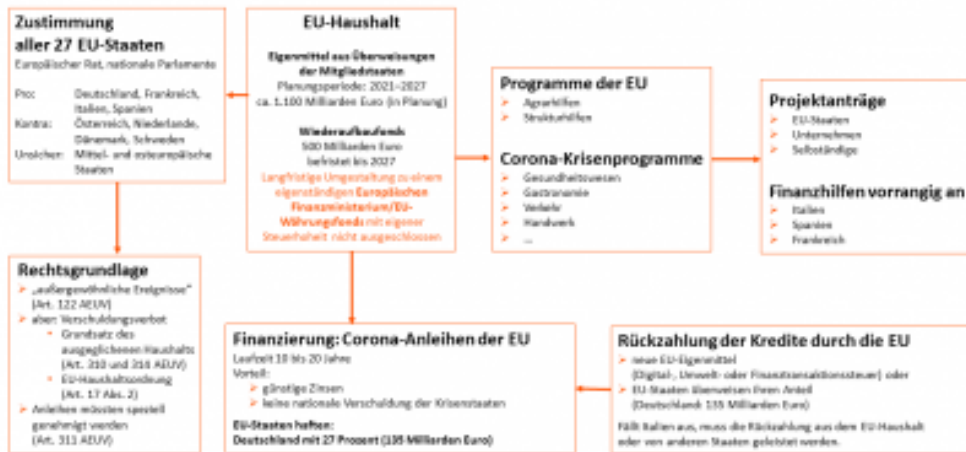 Zustimmung
aller 27 EU-Staaten
Europäischer Rat, nationale Parlamente
Pro: Deutschland, Frankreich,
Italien, Spanien
Kontra: Österreich, Niederlande,
Dänemark, Schweden
Unsicher: Mittel- und osteuropäische
Staaten
EU-Haushalt
Eigenmittel aus Überweisungen
der Mitgliedstaaten
Planungsperiode: 2021–2027
ca. 1.100 Milliarden Euro (in Planung)
Wiederaufbaufonds
500 Milliarden Euro
befristet bis 2027
Langfristige Umgestaltung zu einem
eigenständigen Europäischen
Finanzministerium/EU-
Währungsfonds mit eigener
Steuerhoheit nicht ausgeschlossen
Programme der EU
➢ Agrarhilfen
➢ Strukturhilfen
Corona-Krisenprogramme
➢ Gesundheitswesen
➢ Gastronomie
➢ Verkehr
➢ Handwerk
➢ ...
Projektanträge
➢ EU-Staaten
➢ Unternehmen
➢ Selbständige
Finanzhilfen vorrangig an
➢ Italien
➢ Spanien
➢ Frankreich
Rechtsgrundlage
➢ „außergewöhnliche Ereignisse"
(Art. 122 AEUV)
➢ aber: Verschuldungsverbot
• Grundsatz des
ausgeglichenen Haushalts
(Art. 310 und 314 AEUV)
• EU-Haushaltsordnung
(Art. 17 Abs. 2)
➢ Anleihen müssten speziell
genehmigt werden
(Art. 311 AEUV)
Finanzierung: Corona-Anleihen der EU
Laufzeit 10 bis 20 Jahre
Vorteil:
➢ günstige Zinsen
➢ keine nationale Verschuldung der Krisenstaaten
EU-Staaten haften:
Deutschland mit 27 Prozent (135 Milliarden Euro)
Rückzahlung der Kredite durch die EU
➢ neue EU-Eigenmittel
(Digital-, Umwelt- oder Finanztransaktionssteuer) oder
➢ EU-Staaten überweisen ihren Anteil
(Deutschland: 135 Milliarden Euro)
Fällt Italien aus, muss die Rückzahlung aus dem EU-Haushalt
oder von anderen Staaten geleistet werden.